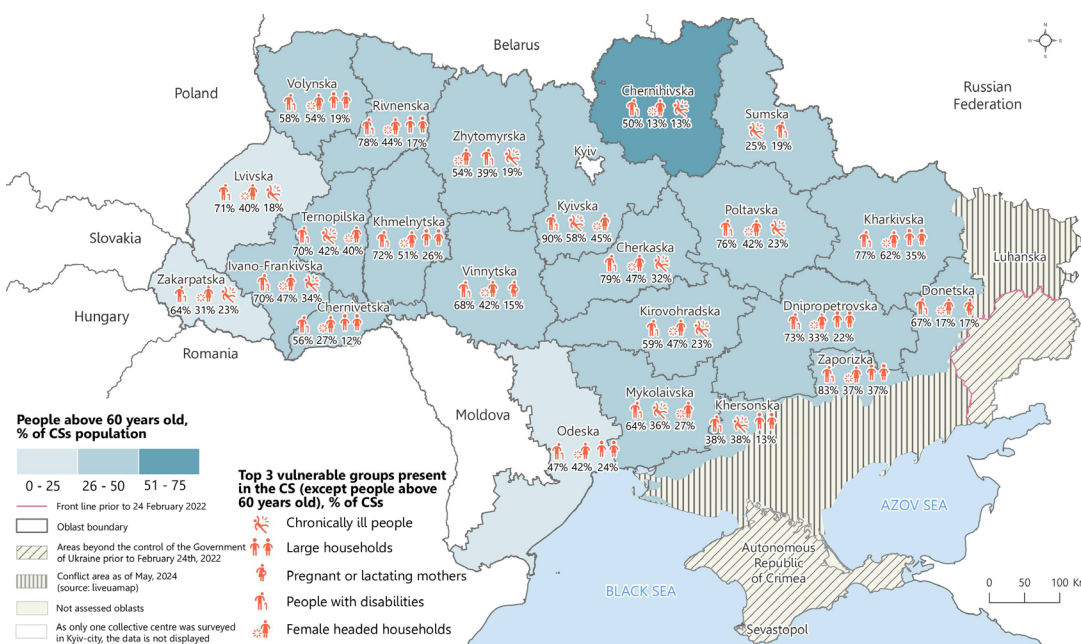 Belarus
Poland
Russian
Federation
Slovakia
Hungary
Romania
Moldova
Volynska
58% 54% 19%
Rivnenska
78% 44% 17%
Zhytomyrska
54% 39% 19%
Kyiv
Chernihivska
50% 13% 13%
Sumska
25% 19%
Lvivska
71% 40% 18%
Ternopilska
70% 42% 40%
Khmelnytska
72% 51% 26%
Kyivska
90% 58% 45%
Cherkaska
79% 47% 32%
Poltavska
76% 42% 23%
Kharkivska
77% 62% 35%
Luhanska
Zakarpatska
64% 31% 23%
Ivano-Frankivska
70% 47% 34%
Chernivetska
56% 27% 12%
Vinnytska
68% 42% 15%
Kirovohradska
59% 47% 23%
Dnipropetrovska
73% 33% 22%
Donetska
67% 17% 17%
Zaporizka
83% 37% 37%
Mykolaivska
64% 36% 27%
Khersonska
38% 38% 13%
Odeska
47% 42% 24%
AZOV SEA
BLACK SEA
Autonomous
Republic
of Crimea
Sevastopol
N
E
S
W
0 50 100 K
People above 60 years old,
% of CSs population
0 - 25 26 - 50 51 - 75
Front line prior to 24 February 2022
Oblast boundary
Areas beyond the control of the Government
of Ukraine prior to February 24th, 2022
Conflict area as of May, 2024
(source: liveuamap)
Not assessed oblasts
As only one collective centre was surveyed
in Kyiv-city, the data is not displayed
Top 3 vulnerable groups present
in the CS (except people above
60 years old), % of CSs
Chronically ill people
Large households
Pregnant or lactating mothers
People with disabilities
Female headed households